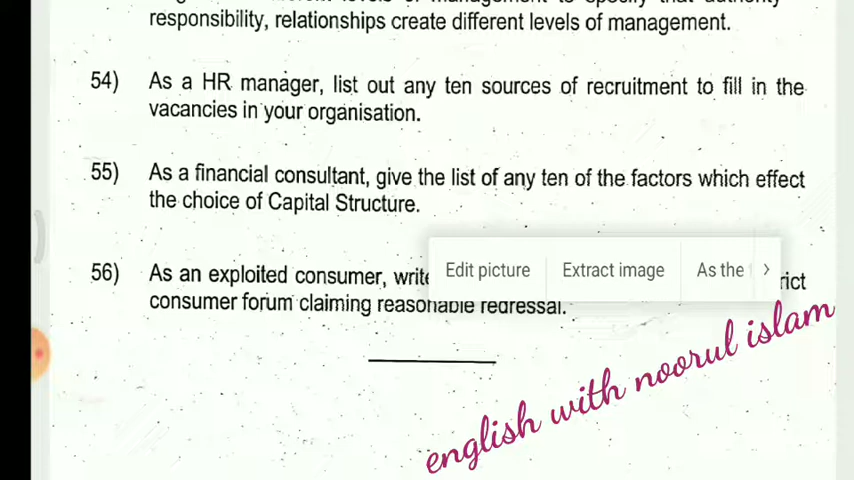 responsibility, relationships create different levels of management.
54) As a HR manager, list out any ten sources of recruitment to fill in the
vacancies in your organisation.
55) As a financial consultant, give the list of any ten of the factors which effect
the choice of Capital Structure.
56) As an exploited consumer, write
consumer forum claiming reasonable redressal.
Edit picture Extract image As the
english with noorul islam